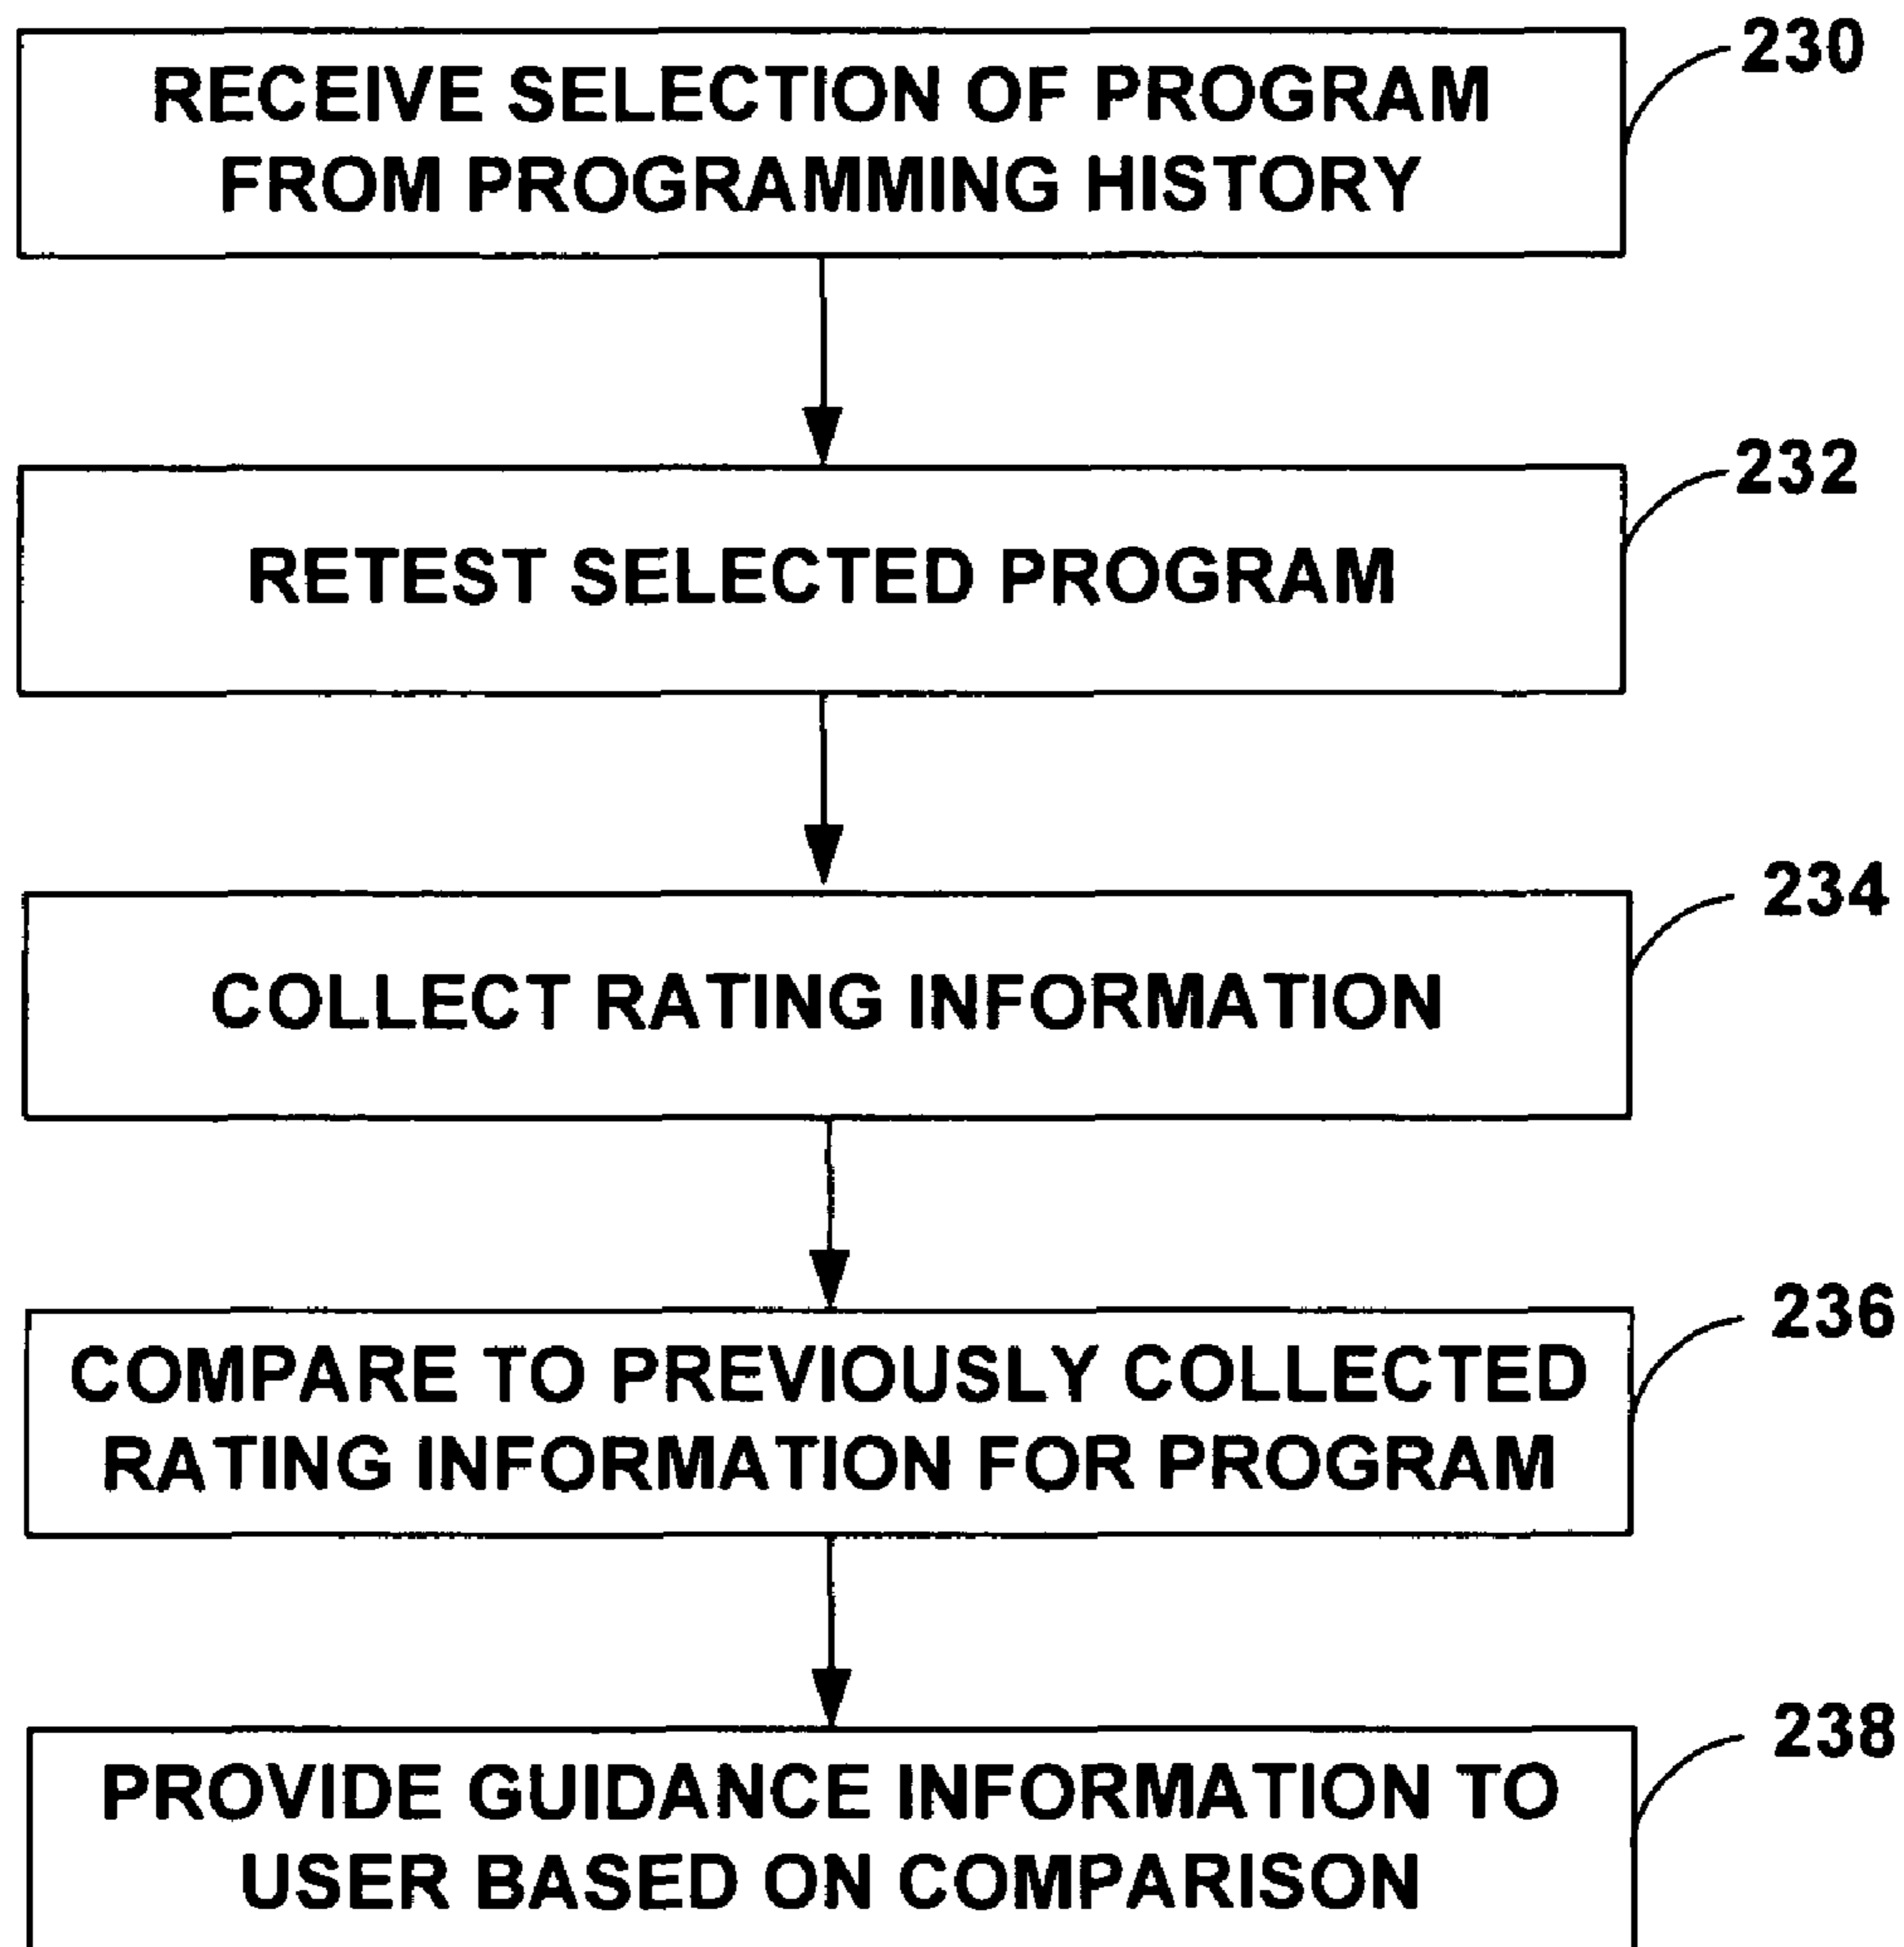 RECEIVE SELECTION OF PROGRAM
FROM PROGRAMMING HISTORY
230
RETEST SELECTED PROGRAM
232
COLLECT RATING INFORMATION
234
COMPARE TO PREVIOUSLY COLLECTED
RATING INFORMATION FOR PROGRAM
236
PROVIDE GUIDANCE INFORMATION TO
USER BASED ON COMPARISON
238